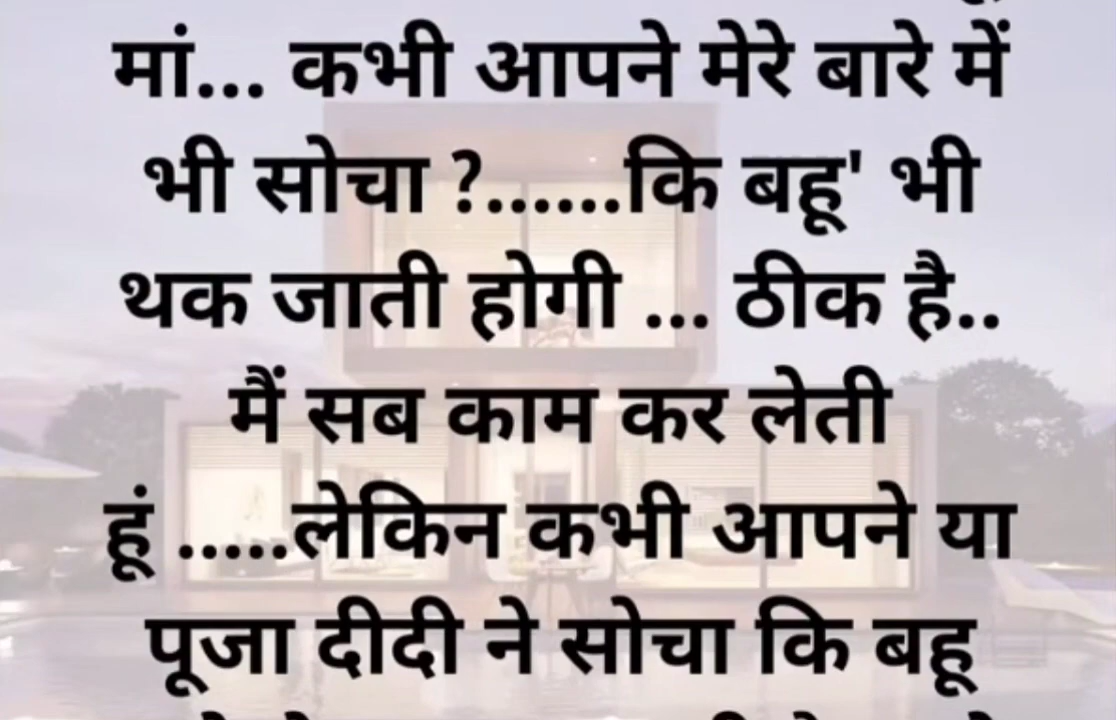 मां... कभी आपने मेरे बारे में
भी सोचा ?......कि बहू' भी
थक जाती होगी ... ठीक है..
मैं सब काम कर लेती
हूं .....लेकिन कभी आपने या
पूजा दीदी ने सोचा कि बहू